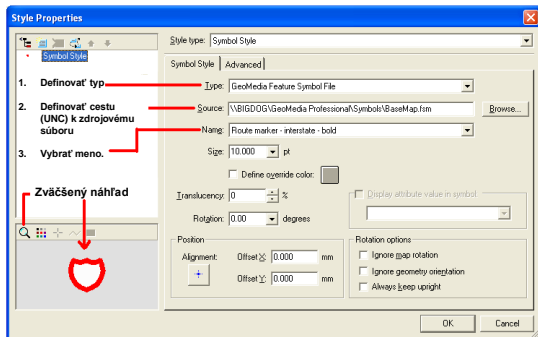 Style Properties
Symbol Style
1. Definovať typ
2. Definovať cestu
(UNC) k zdrojovému
súboru
3. Vybrať meno.
Zväčšený náhľad
Style type: Symbol Style
Symbol Style Advanced
Type: GeoMedia Feature Symbol File
Source: \\BIGDOG\GeoMedia Professional\Symbols\BaseMap.fsm Browse...
Name: Route marker - interstate - bold
Size: 10.000 pt
Define override color:
Translucency: 0 %
Display attribute value in symbol:
Rotation: 0.00 degrees
Position
Alignment: Offset X: 0.000 mm
Offset Y: 0.000 mm
Rotation options
Ignore map rotation
Ignore geometry orientation
Always keep upright
OK Cancel